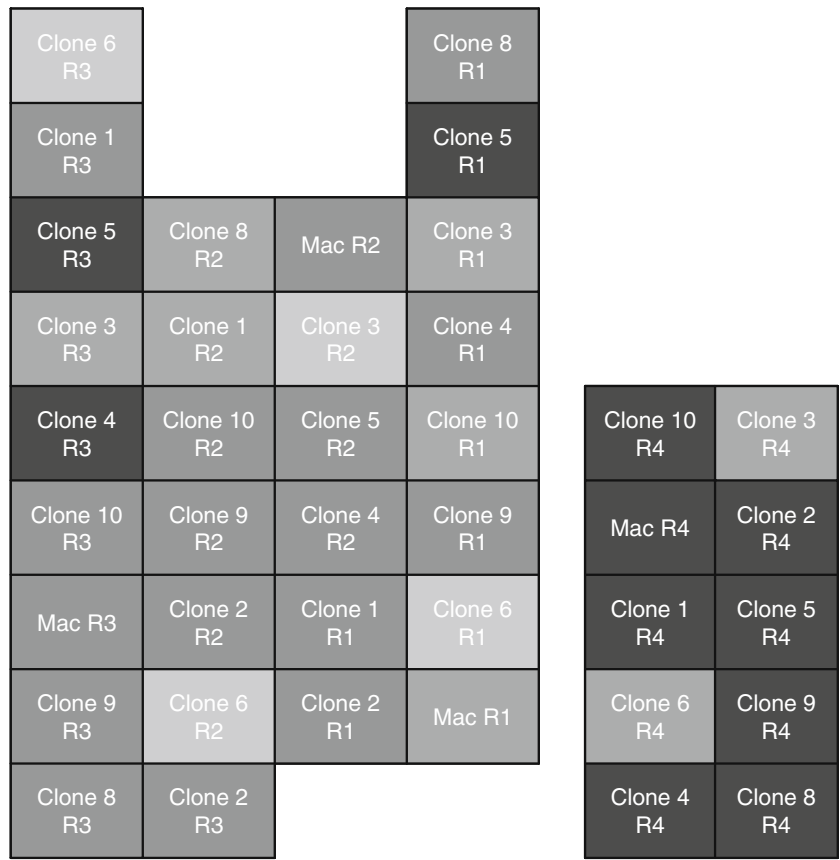 Clone 6
R3
Clone 8
R1
Clone 1
R3
Clone 5
R1
Clone 5
R3
Clone 8
R2
Mac R2
Clone 3
R1
Clone 3
R3
Clone 1
R2
Clone 3
R2
Clone 4
R1
Clone 4
R3
Clone 10
R2
Clone 5
R2
Clone 10
R1
Clone 10
R4
Clone 3
R4
Clone 10
R3
Clone 9
R2
Clone 4
R2
Clone 9
R1
Mac R4
Clone 2
R4
Mac R3
Clone 2
R2
Clone 1
R1
Clone 6
R1
Clone 1
R4
Clone 5
R4
Clone 9
R3
Clone 6
R2
Clone 2
R1
Mac R1
Clone 6
R4
Clone 9
R4
Clone 8
R3
Clone 2
R3
Clone 4
R4
Clone 8
R4